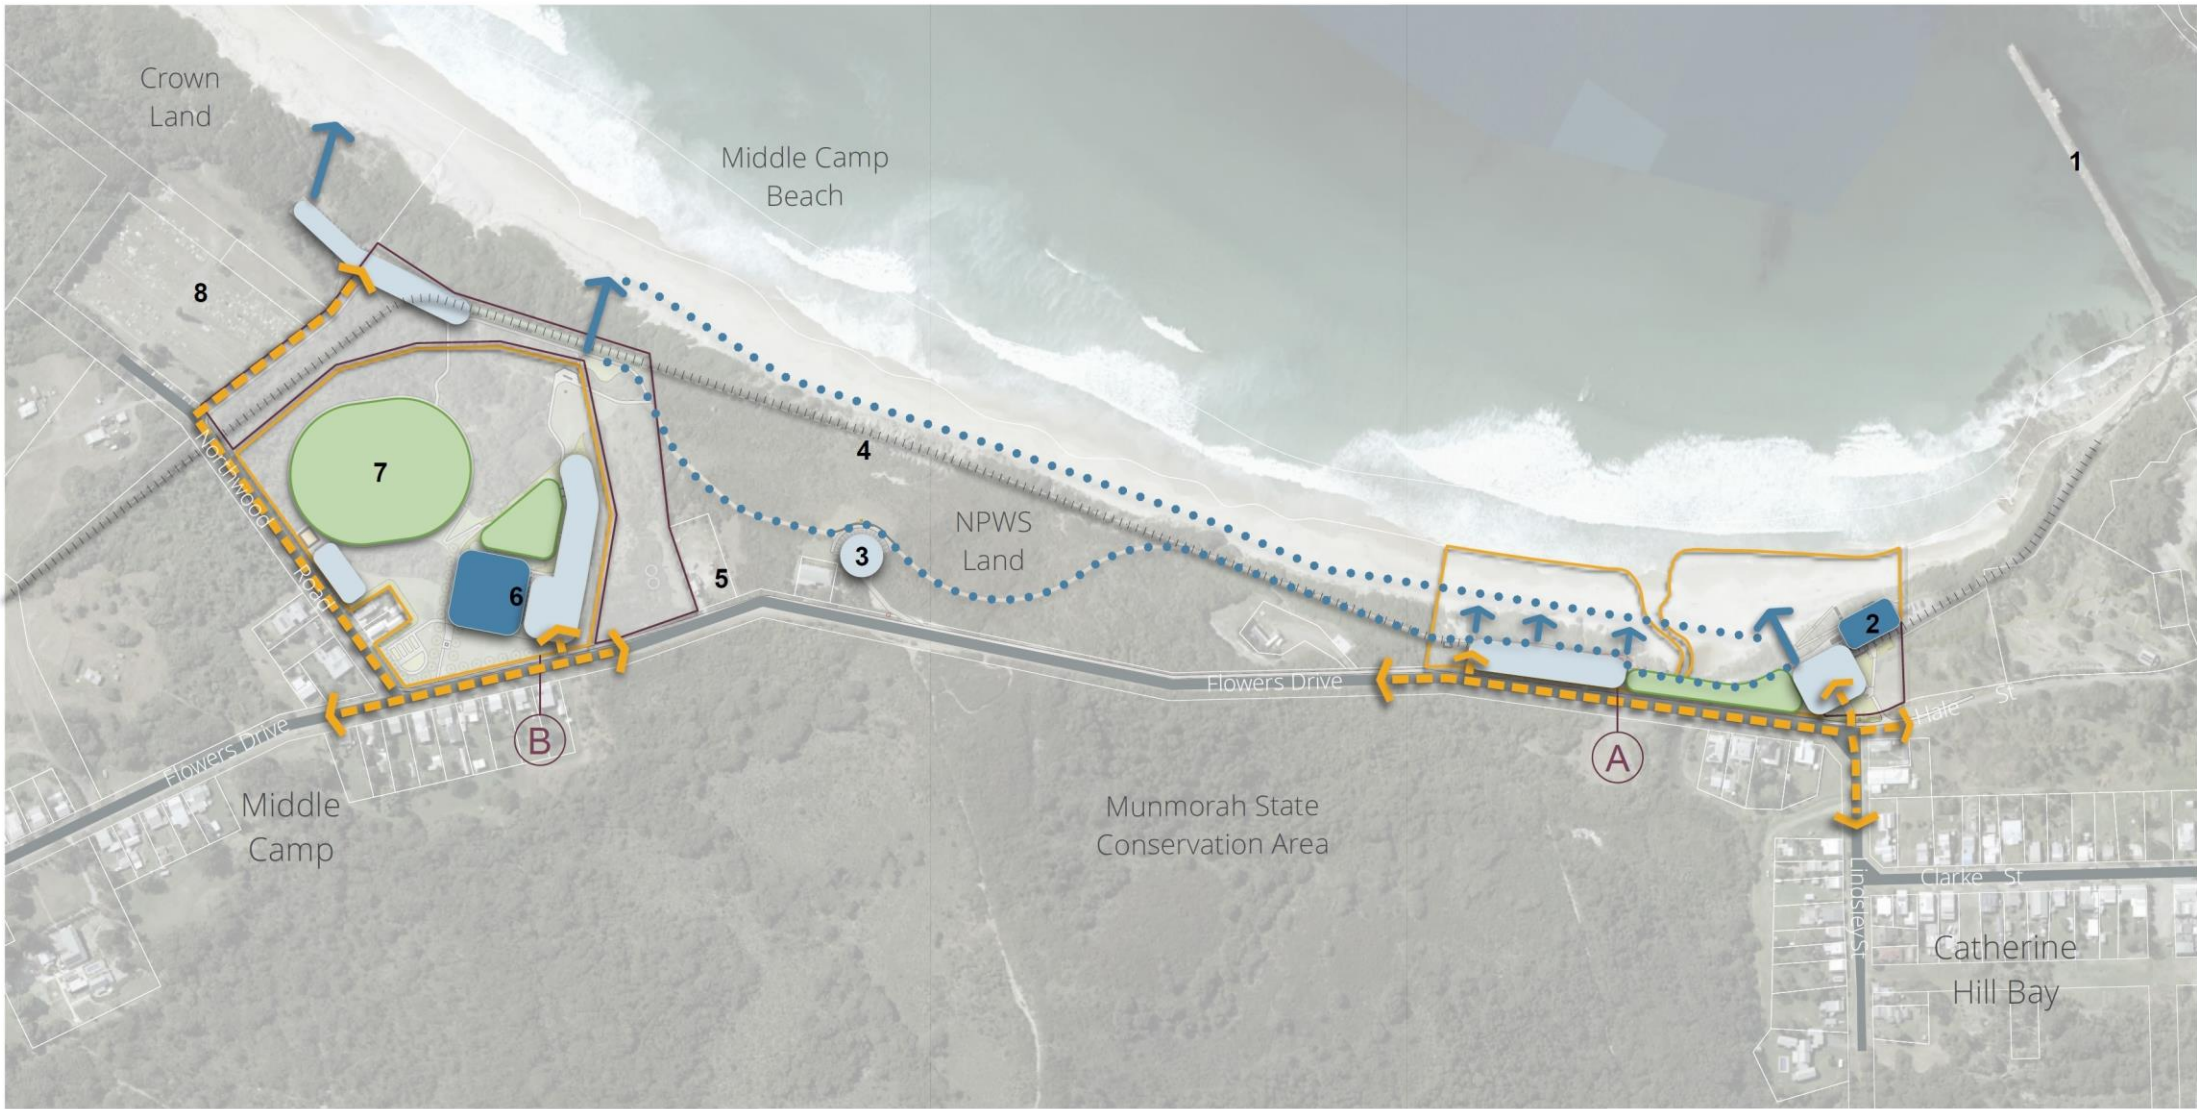 Crown
Land
Middle Camp
Beach
1
8
4
7
Northwood
Road
NPWS
Land
3
5
6
2
Flowers Drive
Hale St
B
A
Flowers Drive
Middle
Camp
Munmorah State
Conservation Area
Lindsley St
Clarke St
Catherine
Hill Bay